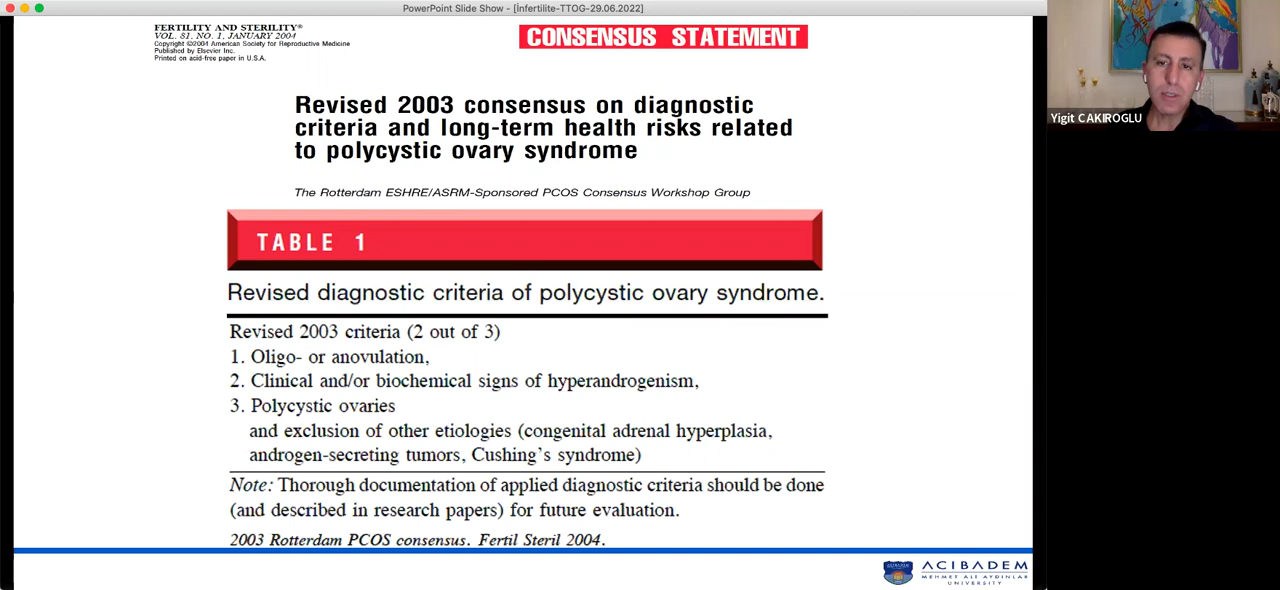 PowerPoint Slide Show - [İnfertilite-TTOG-29.06.2022]
FERTILITY AND STERILITY®
VOL. 81, NO. 1, JANUARY 2004
Copyright ©2004 American Society for Reproductive Medicine
Published by Elsevier Inc.
Printed on acid-free paper in U.S.A.
CONSENSUS STATEMENT
Revised 2003 consensus on diagnostic
criteria and long-term health risks related
to polycystic ovary syndrome
The Rotterdam ESHRE/ASRM-Sponsored PCOS Consensus Workshop Group
TABLE 1
Revised diagnostic criteria of polycystic ovary syndrome.
Revised 2003 criteria (2 out of 3)
1. Oligo- or anovulation,
2. Clinical and/or biochemical signs of hyperandrogenism,
3. Polycystic ovaries
and exclusion of other etiologies (congenital adrenal hyperplasia,
androgen-secreting tumors, Cushing's syndrome)
Note: Thorough documentation of applied diagnostic criteria should be done
(and described in research papers) for future evaluation.
2003 Rotterdam PCOS consensus. Fertil Steril 2004.
ACIBADEM
MEHMET ALI AYDINLAR
UNIVERSITY
Yigit CAKIROGLU